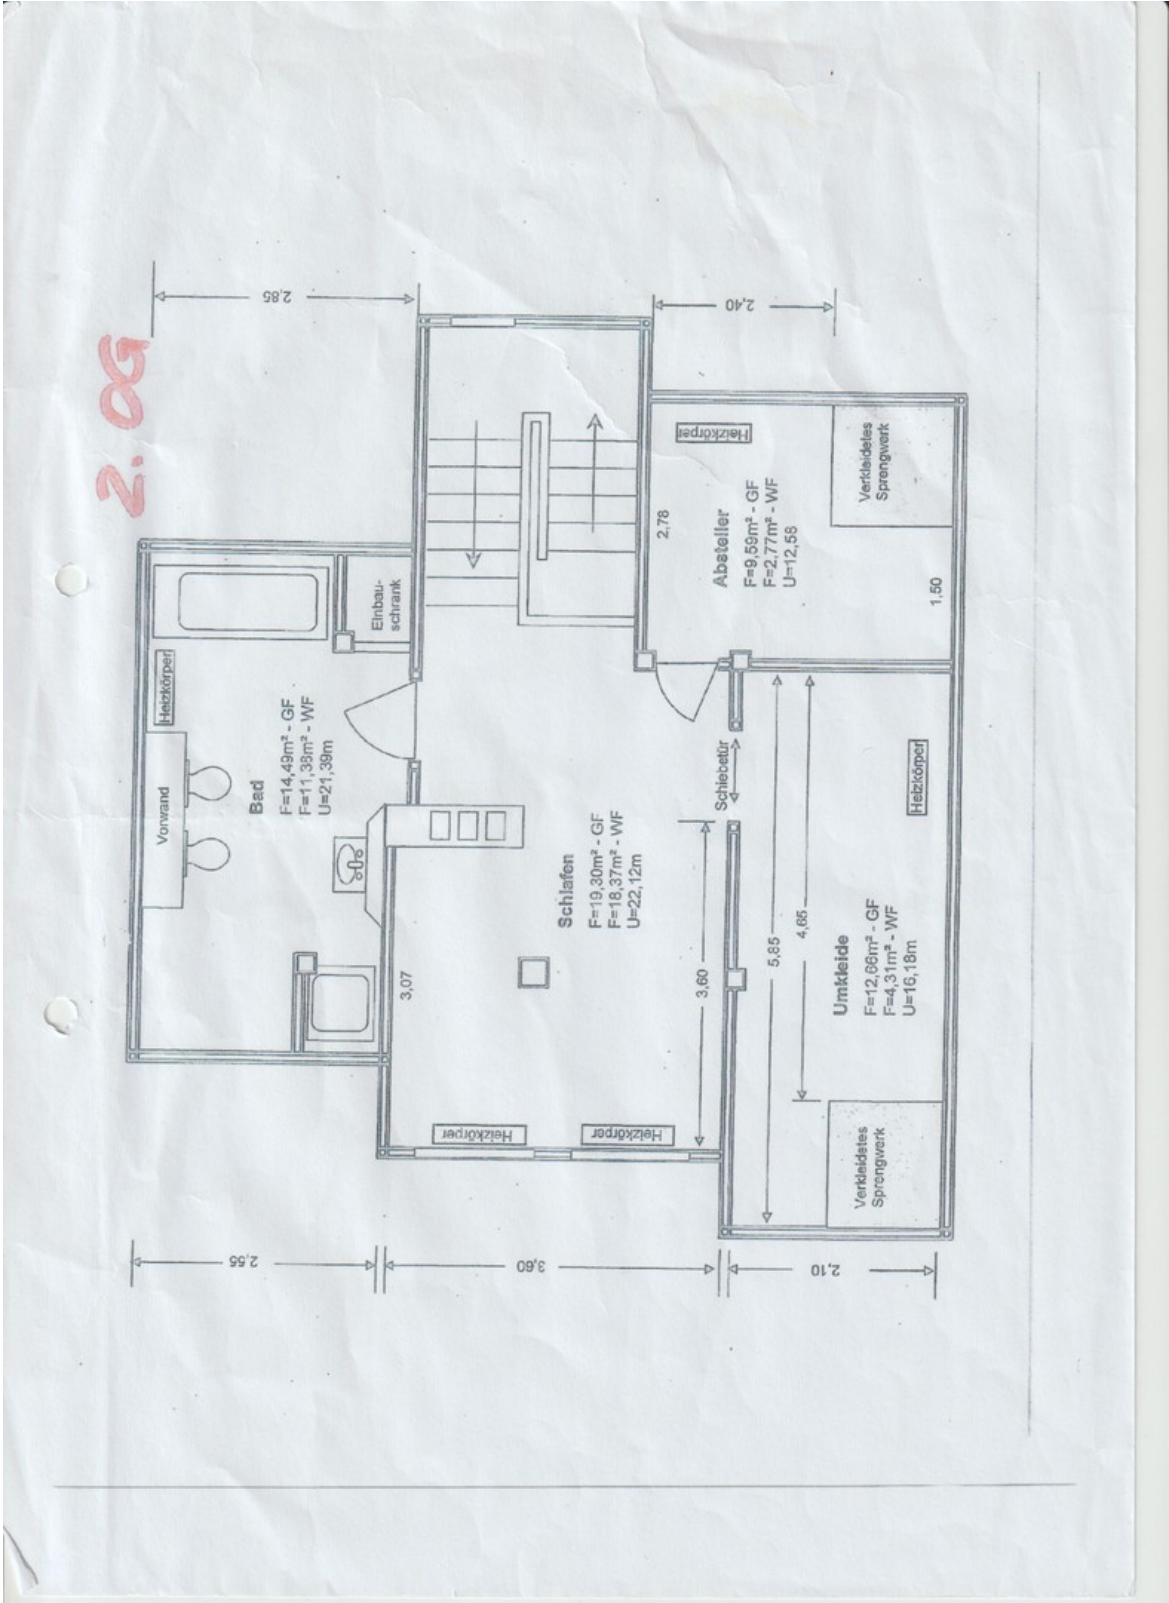 2. OG
2,85
2,40
Heizkörper
Einbau-
schrank
Vorwand
Bad
F=14,49m² - GF
F=11,38m² - WF
U=21,39m
Heizkörper
2,78
Absteller
F=9,59m² - GF
F=2,77m² - WF
U=12,58
Verkleidetes
Sprengwerk
1,50
Schiebetür
3,07
Schlafen
F=19,30m² - GF
F=18,37m² - WF
U=22,12m
3,60
5,85
4,65
Heizkörper
Umkleide
F=12,66m² - GF
F=4,31m² - WF
U=16,18m
Heizkörper
Heizkörper
Verkleidetes
Sprengwerk
2,55
3,60
2,10